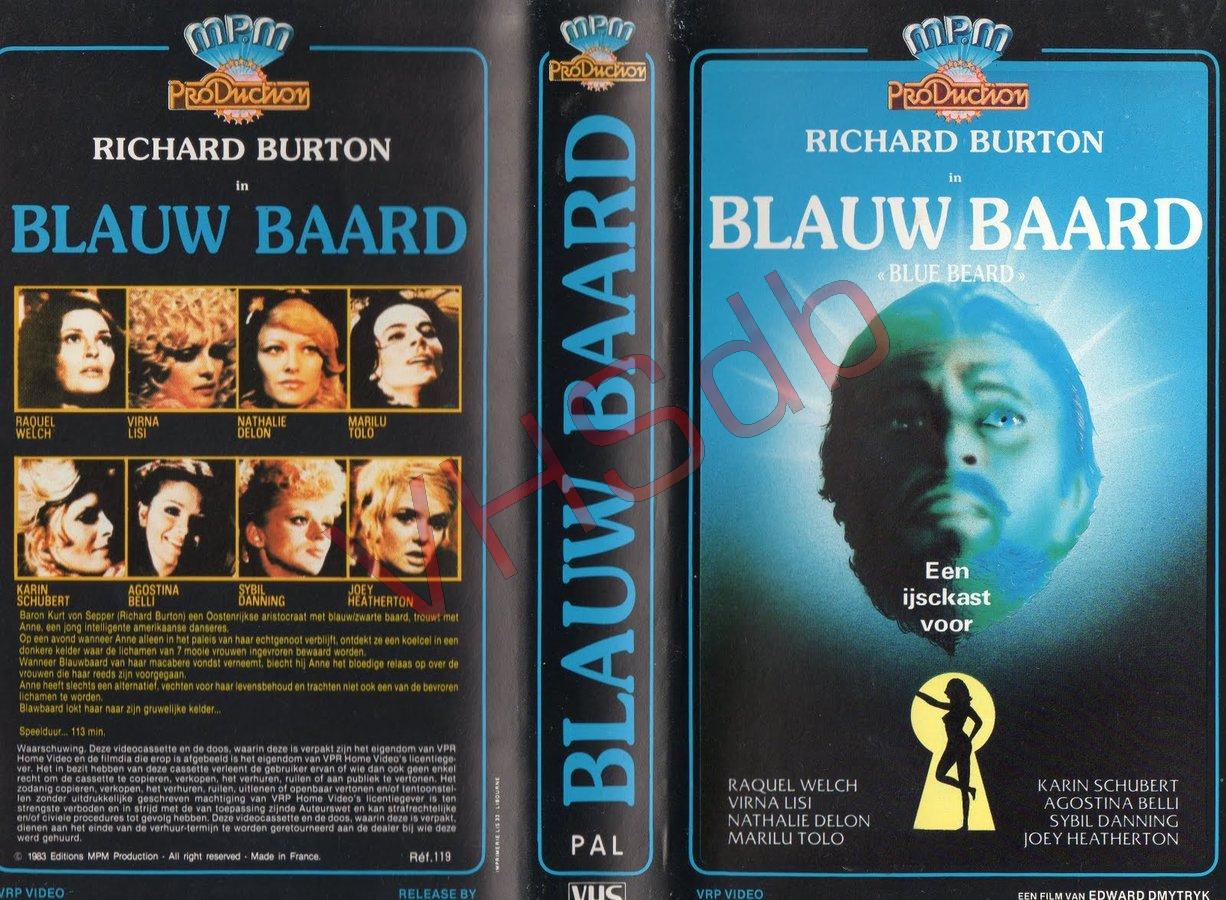 MPM
PRODUCTION
RICHARD BURTON
in
BLAUW BAARD
RAQUEL
WELCH
VIRNA
LISI
NATHALIE
DELON
MARILU
TOLO
KARIN
SCHUBERT
AGOSTINA
BELLI
SYBIL
DANNING
JOEY
HEATHERTON
Baron Kurt von Sepper (Richard Burton) een Oostenrijkse aristocraat met blauw/zwarte baard, trouwt met
Anne, een jong intelligente amerikaanse danseres.
Op een avond wanneer Anne alleen in het paleis van haar echtgenoot verblijft, ontdekt ze een koelcel in een
donkere kelder waar de lichamen van 7 mooie vrouwen ingevroren bewaard worden.
Wanneer Blauwbaard van haar macabere vondst verneemt, biecht hij Anne het bloedige relaas op over de
vrouwen die haar reeds zijn voorgegaan.
Anne heeft slechts een alternatief, vechten voor haar levensbehoud en trachten niet ook een van de bevroren
lichamen te worden.
Blawbaard lokt haar naar zijn gruwelijke kelder...
Speelduur... 113 min.
Waarschuwing. Deze videocassette en de doos, waarin deze is verpakt zijn het eigendom van VPR
Home Video en de filmdia die erop is afgebeeld is het eigendom van VPR Home Video's licentiege-
ver. Het in bezit hebben van deze cassette verleent de gebruiker ervan of wie dan ook geen enkel
recht om de cassette te copieren, verkopen, het verhuren, ruilen of aan publiek te vertonen. Het
zodanig copieren, verkopen, het verhuren, ruilen, uitlenen of openbaar vertonen en/of tentoonstel-
len zonder uitdrukkelijke geschreven machtiging van VRP Home Video's licentiegever is ten
strengste verboden en in strijd met de van toepassing zijnde Auteurswet en kan strafrechtelijke
en/of civiele procedures tot gevolg hebben. Deze videocassette en de doos, waarin deze is verpakt,
dienen aan het einde van de verhuur-termijn te worden geretourneerd aan de dealer bij wie deze
werd gehuurd.
© 1983 Editions MPM Production - All right reserved - Made in France.
Réf.119
IMPRIMERIE LIS 33 LIBOURNE
VRP VIDEO
RELEASE BY
MPM
PRODUCTION
BLAUW BAARD
PAL
VHS
MPM
PRODUCTION
RICHARD BURTON
in
BLAUW BAARD
« BLUE BEARD »
Een
ijsckast
voor
RAQUEL WELCH
VIRNA LISI
NATHALIE DELON
MARILU TOLO
KARIN SCHUBERT
AGOSTINA BELLI
SYBIL DANNING
JOEY HEATHERTON
VRP VIDEO
EEN FILM VAN EDWARD DMYTRYK
vHSdb